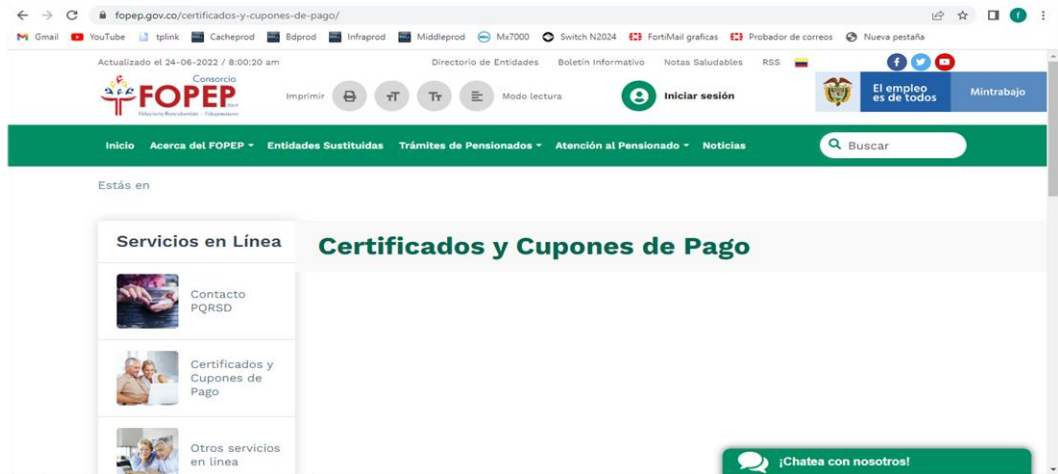 fopep.gov.co/certificados-y-cupones-de-pago/
Gmail YouTube tplink Cacheprod Bdprod Infraprod Middleprod Mx7000 Switch N2024 FortiMail graficas Probador de correos Nueva pestaña
Actualizado el 24-06-2022 / 8:00:20 am Directorio de Entidades Boletín Informativo Notas Saludables RSS
Consorcio
FOPEP
Imprimir Modo lectura Iniciar sesión
El empleo
es de todos
Mintrabajo
Inicio Acerca del FOPEP Entidades Sustituidas Trámites de Pensionados Atención al Pensionado Noticias Buscar
Estás en
Servicios en Línea
Certificados y Cupones de Pago
Contacto
PQRSD
Certificados y
Cupones de
Pago
Otros servicios
en línea
¡Chatea con nosotros!